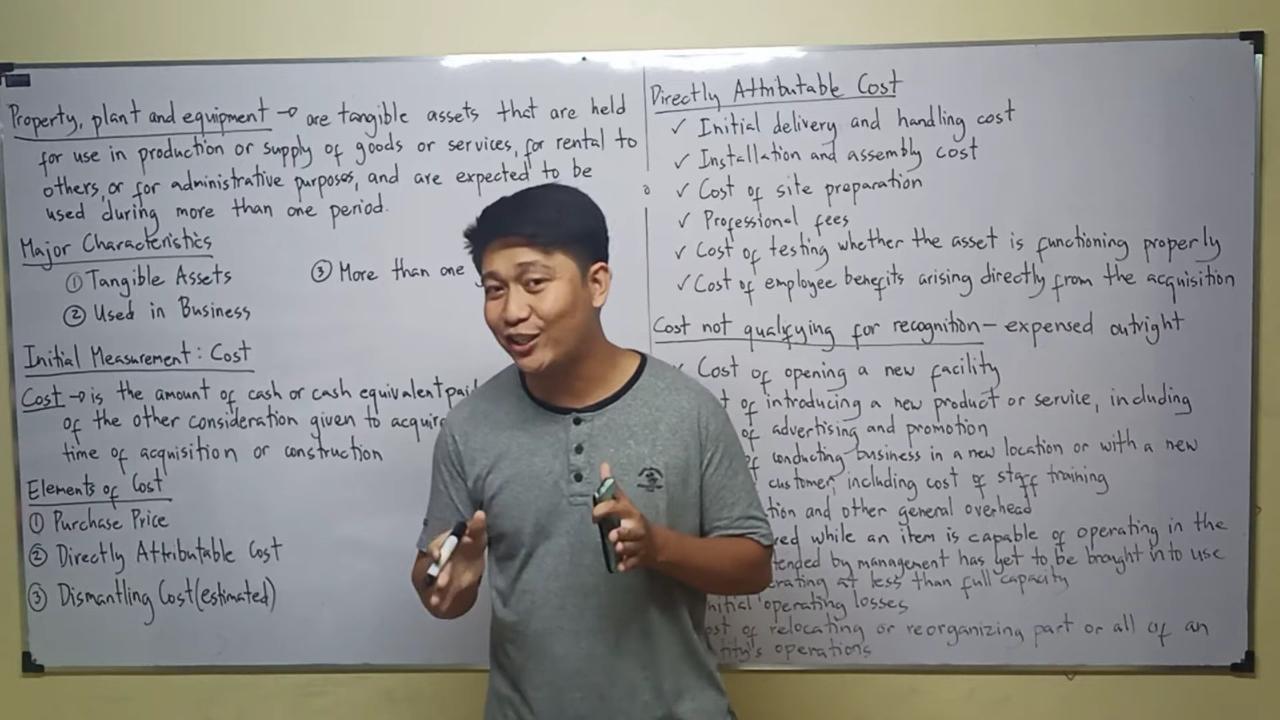 Property, plant and equipment → are tangible assets that are held
for use in production or supply of goods or services, for rental to
others, or for administrative purposes, and are expected to be
used during more than one period.
Major Characteristics
① Tangible Assets
② Used in Business
③ More than one
Initial Measurement: Cost
Cost → is the amount of cash or cash equivalent paid
of the other consideration given to acquire
time of acquisition or construction
Elements of Cost
① Purchase Price
② Directly Attributable Cost
③ Dismantling Cost (estimated)
Directly Attributable Cost
✓ Initial delivery and handling cost
✓ Installation and assembly cost
✓ Cost of site preparation
✓ Professional fees
✓ Cost of testing whether the asset is functioning properly
✓ Cost of employee benefits arising directly from the acquisition
Cost not qualifying for recognition – expensed outright
✓ Cost of opening a new facility
of introducing a new product or service, including
of advertising and promotion
conducting business in a new location or with a new
customer, including cost of staff training
and other general overhead
while an item is capable of operating in the
by management has yet to be brought into use
at less than full capacity
initial operating losses
of relocating or reorganizing part or all of an
operations